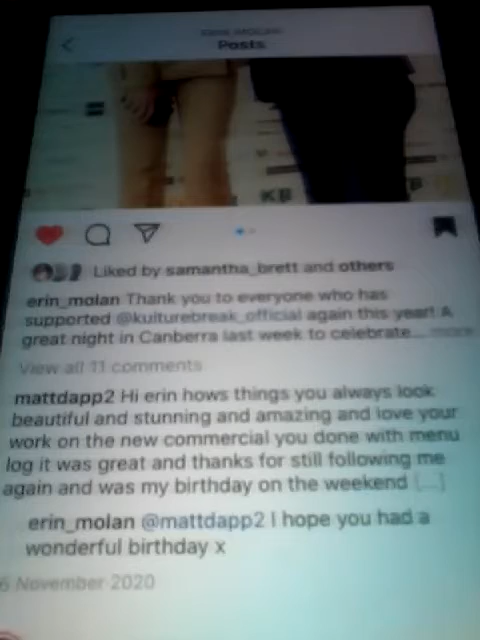 ERIN_MOLAN
Posts
KB
Liked by samantha_brett and others
erin_molan Thank you to everyone who has
supported @kulturebreak_official again this year! A
great night in Canberra last week to celebrate... more
View all 11 comments
mattdapp2 Hi erin hows things you always look
beautiful and stunning and amazing and love your
work on the new commercial you done with menu
log it was great and thanks for still following me
again and was my birthday on the weekend [...]
erin_molan @mattdapp2 I hope you had a
wonderful birthday x
6 November 2020